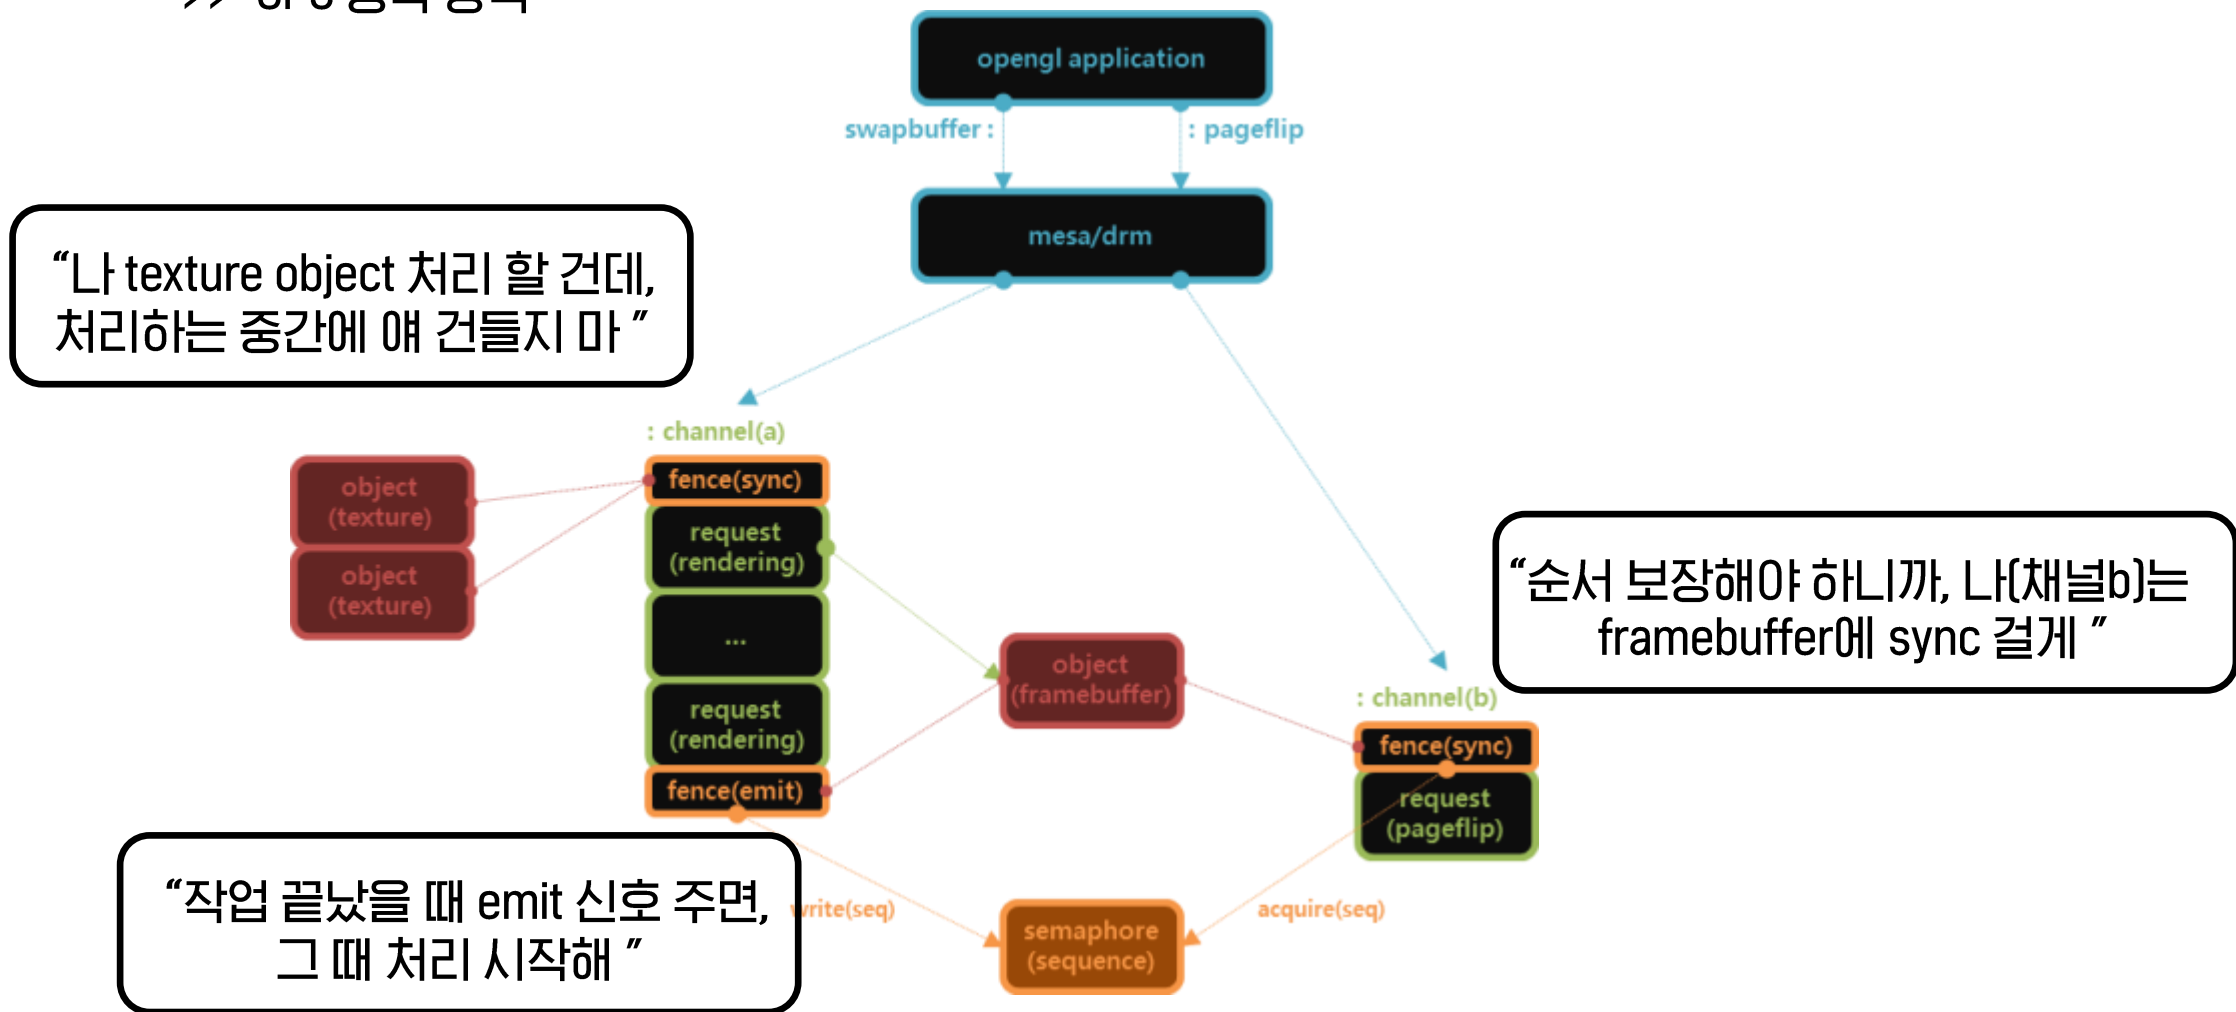 opengl application
swapbuffer :
: pageflip
mesa/drm
“나 texture object 처리 할 건데,
처리하는 중간에 얘 건들지 마 ”
: channel(a)
object
(texture)
object
(texture)
fence(sync)
request
(rendering)
...
request
(rendering)
fence(emit)
object
(framebuffer)
“순서 보장해야 하니까, 나(채널b)는
framebuffer에 sync 걸게 ”
: channel(b)
fence(sync)
request
(pageflip)
“작업 끝났을 때 emit 신호 주면,
그 때 처리 시작해 ”
write(seq)
acquire(seq)
semaphore
(sequence)